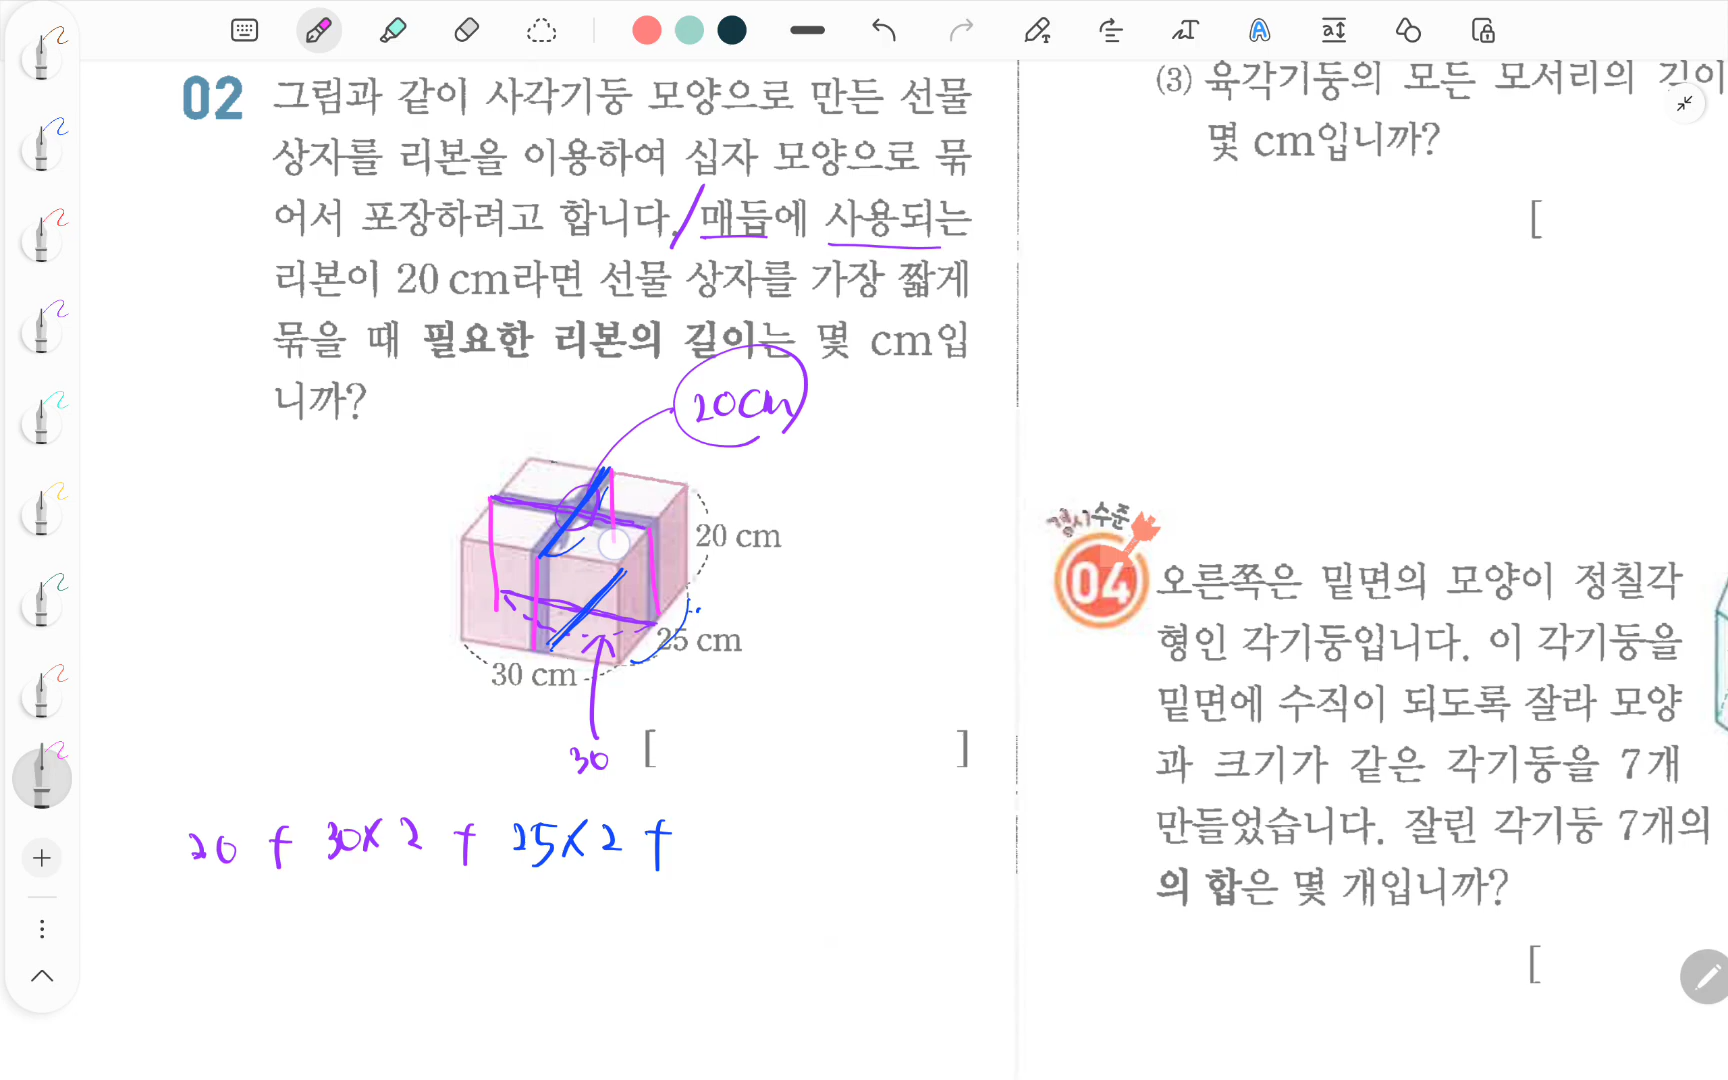 02
그림과 같이 사각기둥 모양으로 만든 선물
상자를 리본을 이용하여 십자 모양으로 묶
어서 포장하려고 합니다. 매듭에 사용되는
리본이 20 cm라면 선물 상자를 가장 짧게
묶을 때 필요한 리본의 길이는 몇 cm입
니까?
20cm
20 cm
25 cm
30 cm
30
[ ]
20 + 30×2 + 25×2 +
(3) 육각기둥의 모든 모서리의 길이
몇 cm입니까?
[
경시수준
04
오른쪽은 밑면의 모양이 정칠각
형인 각기둥입니다. 이 각기둥을
밑면에 수직이 되도록 잘라 모양
과 크기가 같은 각기둥을 7개
만들었습니다. 잘린 각기둥 7개의
의 합은 몇 개입니까?
[